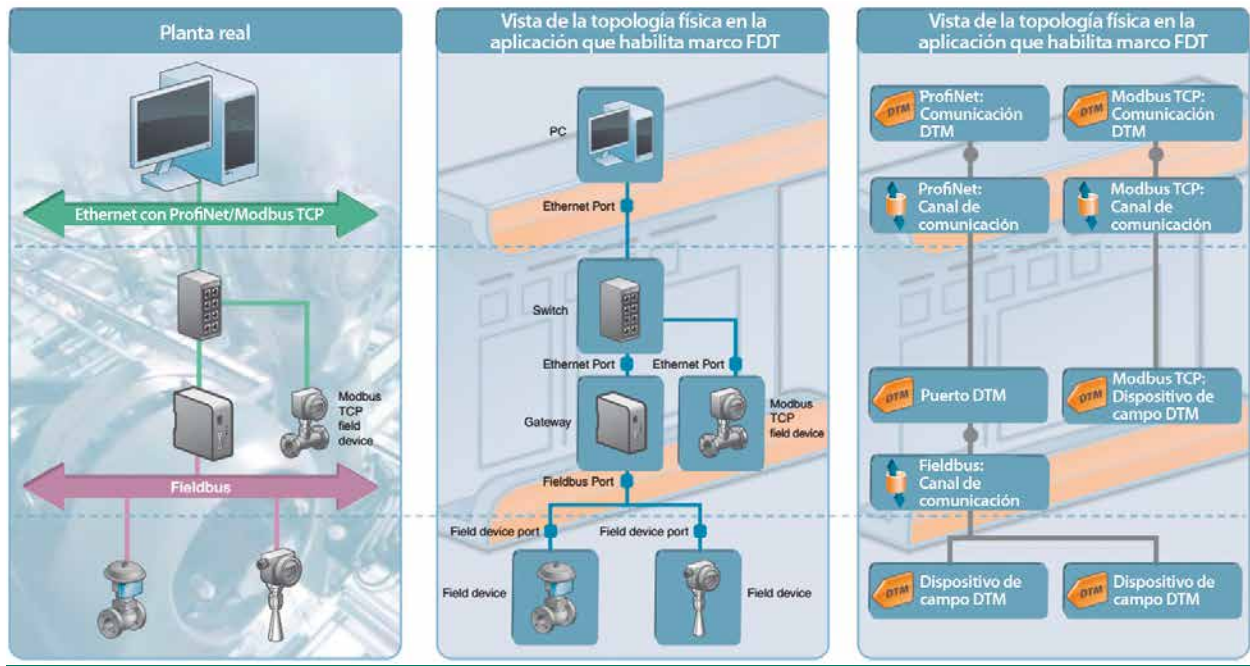 Planta real
Ethernet con ProfiNet/Modbus TCP
Modbus
TCP
field
device
Fieldbus
Vista de la topología física en la
aplicación que habilita marco FDT
PC
Ethernet Port
Switch
Ethernet Port
Ethernet Port
Gateway
Modbus
TCP
field device
Fieldbus Port
Field device port
Field device port
Field device
Field device
Vista de la topología física en la
aplicación que habilita marco FDT
DTM
ProfiNet:
Comunicación
DTM
DTM
Modbus TCP:
Comunicación
DTM
ProfiNet:
Canal de
comunicación
Modbus TCP:
Canal de
comunicación
DTM
Puerto DTM
DTM
Modbus TCP:
Dispositivo de
campo DTM
Fieldbus:
Canal de
comunicación
DTM
Dispositivo de
campo DTM
DTM
Dispositivo de
campo DTM